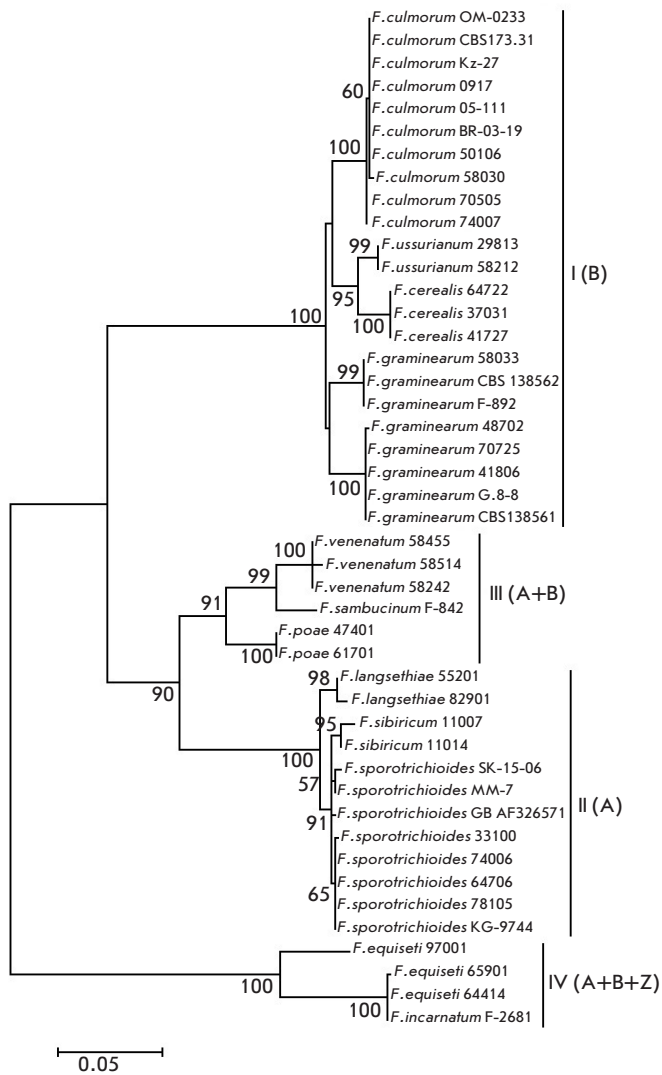 F.culmorum OM-0233
F.culmorum CBS173.31
F.culmorum Kz-27
F.culmorum 0917
60
F.culmorum 05-111
F.culmorum BR-03-19
100
F.culmorum 50106
F.culmorum 58030
F.culmorum 70505
F.culmorum 74007
99
F.ussurianum 29813
F.ussurianum 58212
I (B)
95
F.cerealis 64722
100
F.cerealis 37031
100
F.cerealis 41727
F.graminearum 58033
99
F.graminearum CBS 138562
F.graminearum F-892
F.graminearum 48702
F.graminearum 70725
F.graminearum 41806
100
F.graminearum G.8-8
F.graminearum CBS138561
F.venenatum 58455
100
F.venenatum 58514
99
F.venenatum 58242
III (A+B)
91
F.sambucinum F-842
F.poae 47401
100
F.poae 61701
90
98
F.langsethiae 55201
F.langsethiae 82901
95
F.sibiricum 11007
F.sibiricum 11014
100
F.sporotrichioides SK-15-06
57
F.sporotrichioides MM-7
II (A)
91
F.sporotrichioides GB AF326571
F.sporotrichioides 33100
F.sporotrichioides 74006
F.sporotrichioides 64706
65
F.sporotrichioides 78105
F.sporotrichioides KG-9744
F.equiseti 97001
100
F.equiseti 65901
IV (A+B+Z)
F.equiseti 64414
100
F.incarnatum F-2681
0.05